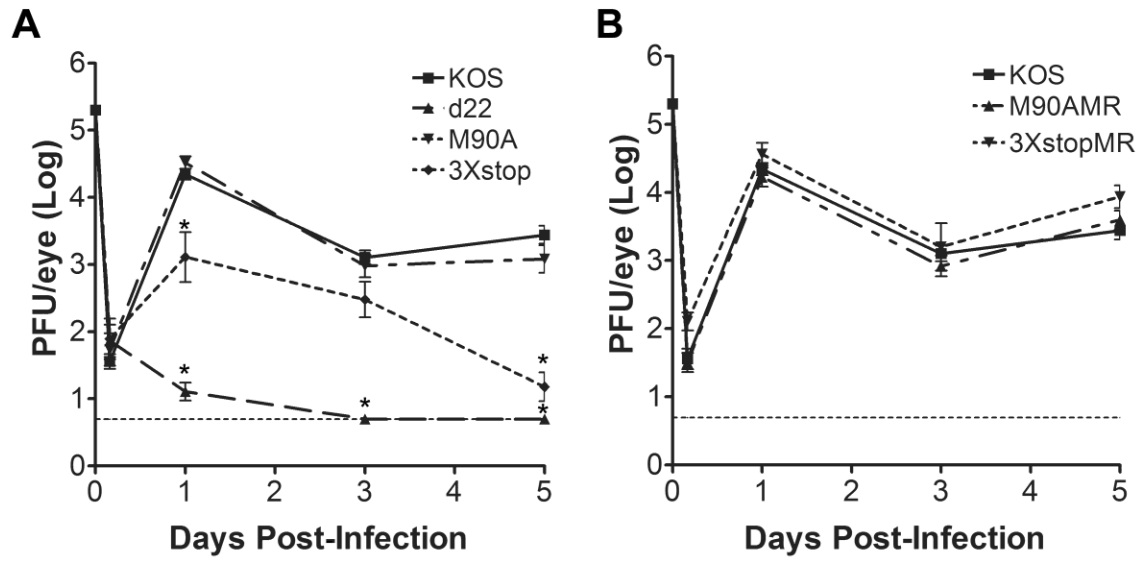 A
PFU/eye (Log)
6
5
4
3
2
1
0
KOS
d22
M90A
3Xstop
*
*
*
*
*
0 1 2 3 4 5
Days Post-Infection
B
PFU/eye (Log)
6
5
4
3
2
1
0
KOS
M90AMR
3XstopMR
0 1 2 3 4 5
Days Post-Infection